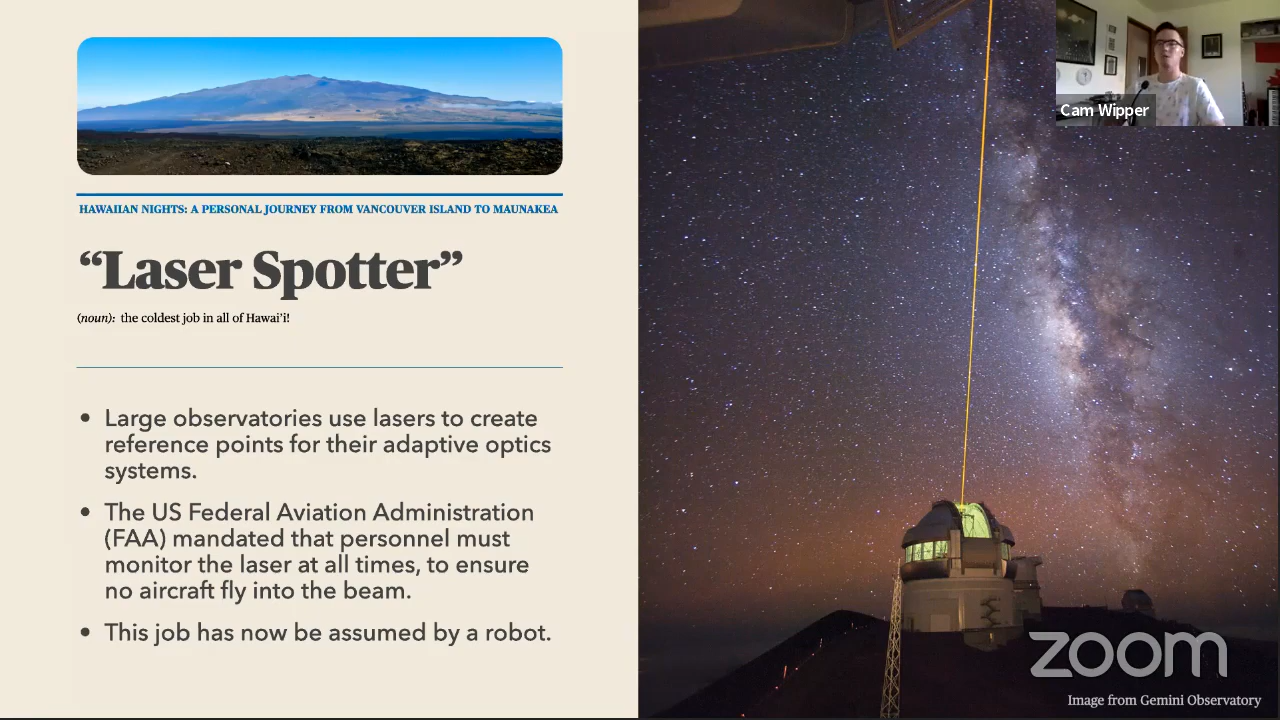 HAWAIIAN NIGHTS: A PERSONAL JOURNEY FROM VANCOUVER ISLAND TO MAUNAKEA
“Laser Spotter”
(noun): the coldest job in all of Hawai’i!
• Large observatories use lasers to create
reference points for their adaptive optics
systems.
• The US Federal Aviation Administration
(FAA) mandated that personnel must
monitor the laser at all times, to ensure
no aircraft fly into the beam.
• This job has now be assumed by a robot.
Cam Wipper
zoom
Image from Gemini Observatory